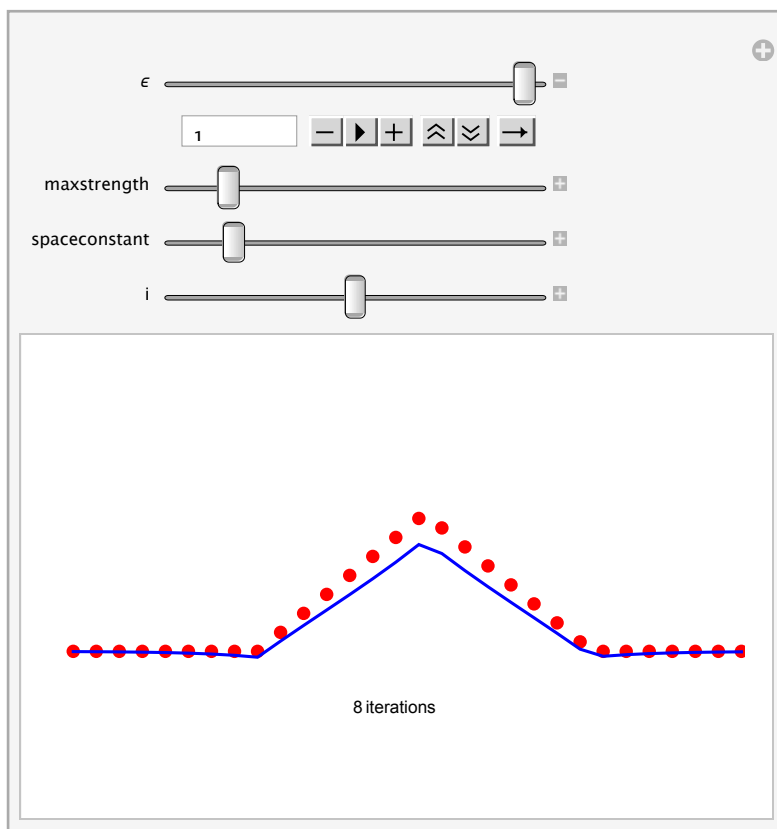 ϵ
1
maxstrength
spaceconstant
i
8 iterations